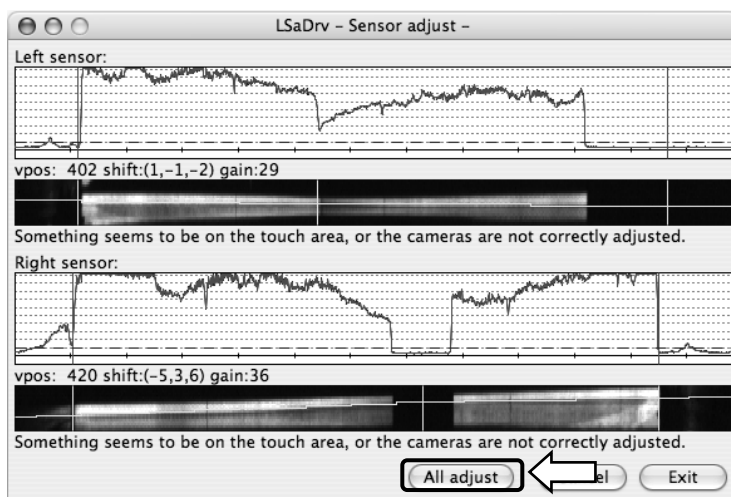 LSaDrv – Sensor adjust –
Left sensor:
vpos: 402 shift:(1,-1,-2) gain:29
Something seems to be on the touch area, or the cameras are not correctly adjusted.
Right sensor:
vpos: 420 shift:(-5,3,6) gain:36
Something seems to be on the touch area, or the cameras are not correctly adjusted.
All adjust Exit